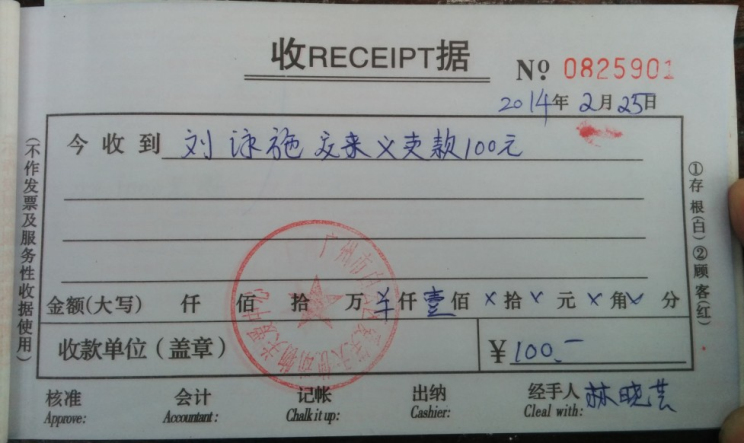 收RECEIPT据
Nº 0825901
2014年2月25日
今收到 刘泳施 交来义卖款100元
金额(大写) 仟 佰 拾 万 ¥仟壹佰×拾×元×角×分
收款单位(盖章) ¥100.-
核准 会计 记帐 出纳 经手人 林晓芸
Approve: Accountant: Chalk it up: Cashier: Cleal with:
(不作发票及服务性收据使用)
①存根(白)②顾客(红)
广州市